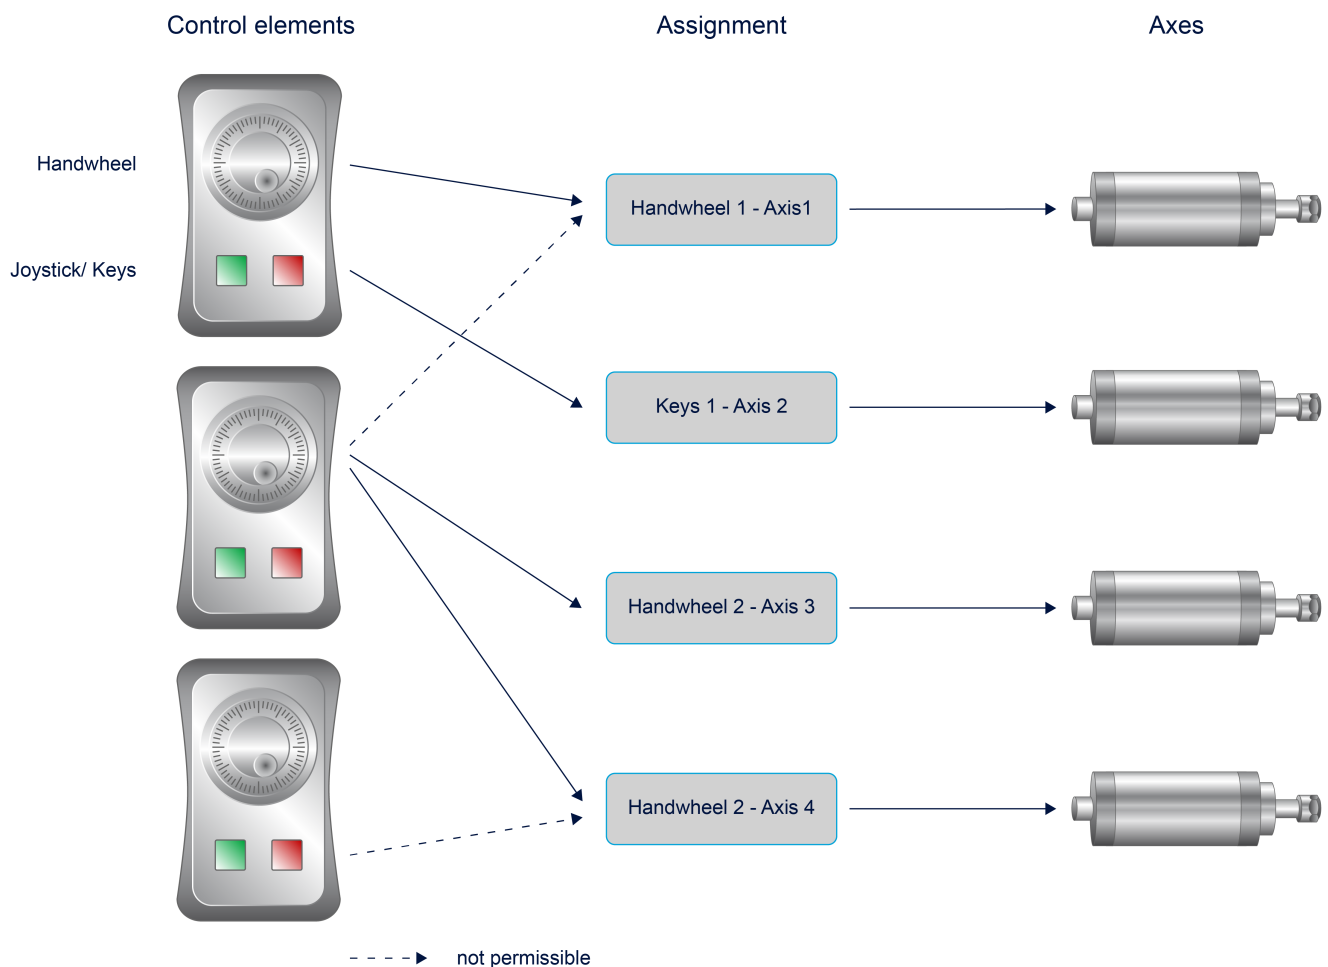 Control elements
Assignment
Axes
Handwheel
Handwheel 1 - Axis1
Joystick/ Keys
Keys 1 - Axis 2
Handwheel 2 - Axis 3
Handwheel 2 - Axis 4
not permissible